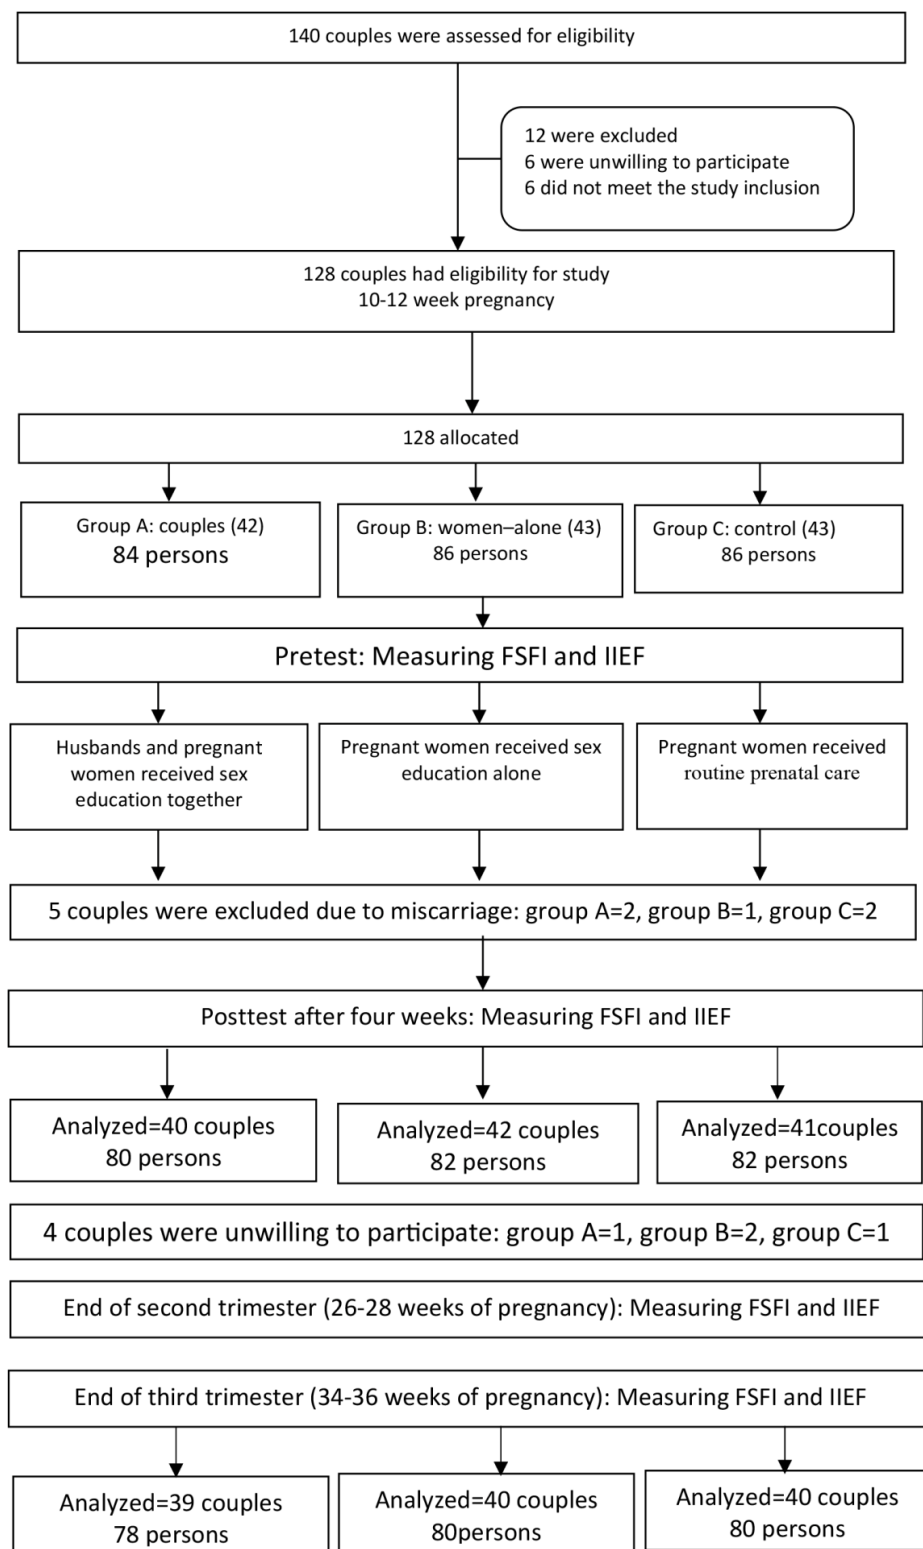 140 couples were assessed for eligibility
12 were excluded
6 were unwilling to participate
6 did not meet the study inclusion
128 couples had eligibility for study
10-12 week pregnancy
128 allocated
Group A: couples (42)
84 persons
Group B: women–alone (43)
86 persons
Group C: control (43)
86 persons
Pretest: Measuring FSFI and IIEF
Husbands and pregnant
women received sex
education together
Pregnant women received sex
education alone
Pregnant women received
routine prenatal care
5 couples were excluded due to miscarriage: group A=2, group B=1, group C=2
Posttest after four weeks: Measuring FSFI and IIEF
Analyzed=40 couples
80 persons
Analyzed=42 couples
82 persons
Analyzed=41couples
82 persons
4 couples were unwilling to participate: group A=1, group B=2, group C=1
End of second trimester (26-28 weeks of pregnancy): Measuring FSFI and IIEF
End of third trimester (34-36 weeks of pregnancy): Measuring FSFI and IIEF
Analyzed=39 couples
78 persons
Analyzed=40 couples
80persons
Analyzed=40 couples
80 persons